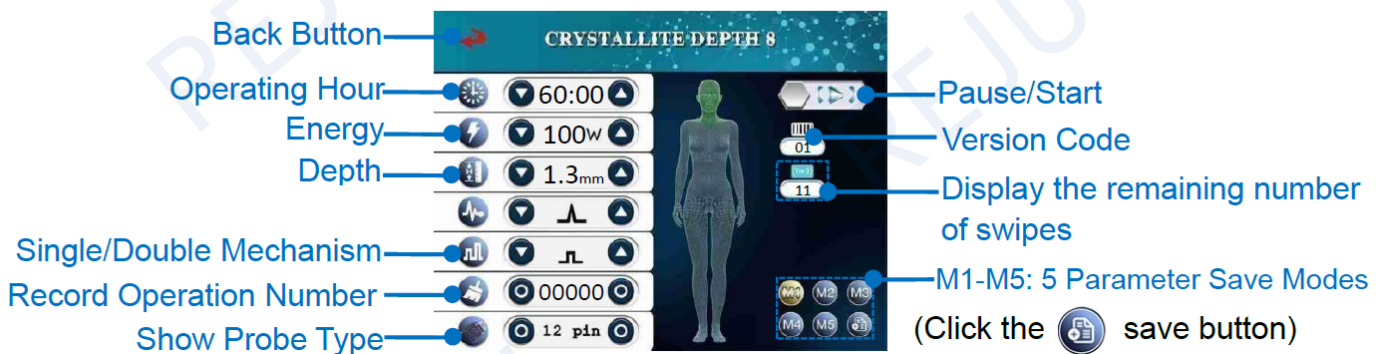 REJU
REJU
Back Button
CRYSTALLITE DEPTH 8
Operating Hour
60:00
Pause/Start
Energy
100W
01
Version Code
Depth
1.3mm
11
Display the remaining number
of swipes
Single/Double Mechanism
Record Operation Number
00000
M1-M5: 5 Parameter Save Modes
M1 M2 M3
M4 M5
Show Probe Type
12 pin
(Click the save button)